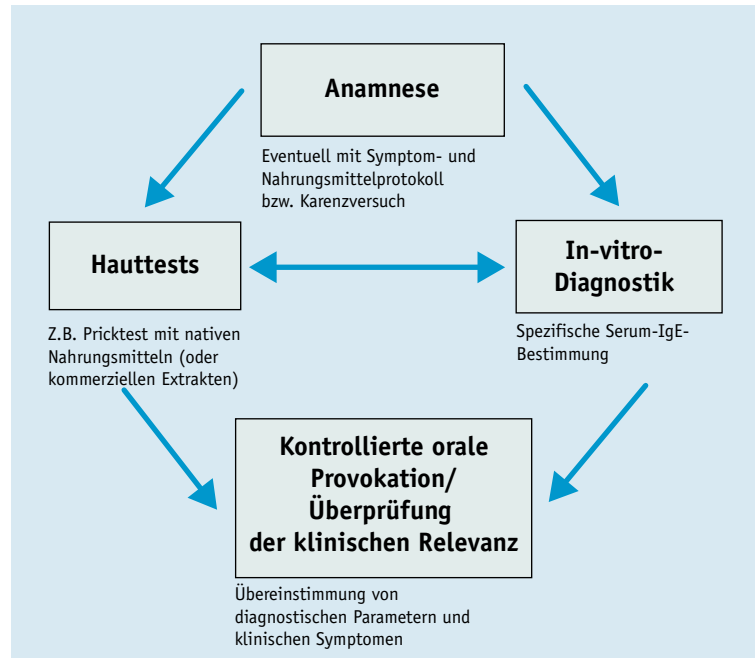 Anamnese
Eventuell mit Symptom- und
Nahrungsmittelprotokoll
bzw. Karenzversuch
Hauttests
Z.B. Pricktest mit nativen
Nahrungsmitteln (oder
kommerziellen Extrakten)
In-vitro-
Diagnostik
Spezifische Serum-IgE-
Bestimmung
Kontrollierte orale
Provokation/
Überprüfung
der klinischen Relevanz
Übereinstimmung von
diagnostischen Parametern und
klinischen Symptomen